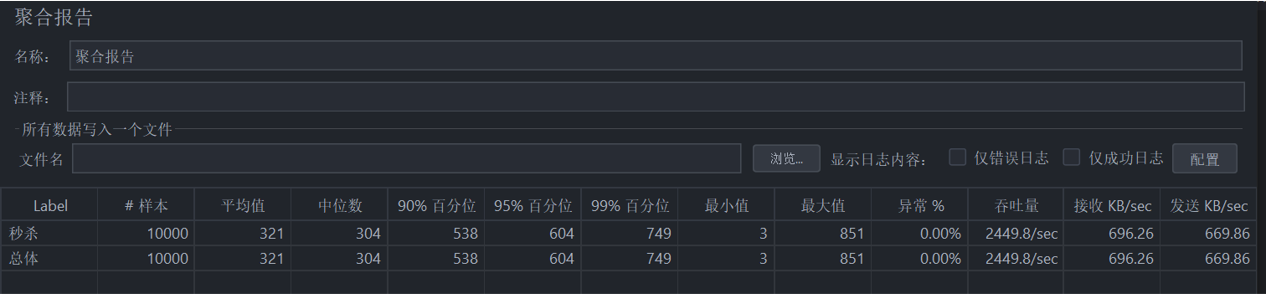 聚合报告
名称： 聚合报告
注释：
所有数据写入一个文件
文件名 浏览... 显示日志内容： 仅错误日志 仅成功日志 配置
Label # 样本 平均值 中位数 90% 百分位 95% 百分位 99% 百分位 最小值 最大值 异常 % 吞吐量 接收 KB/sec 发送 KB/sec
秒杀 10000 321 304 538 604 749 3 851 0.00% 2449.8/sec 696.26 669.86
总体 10000 321 304 538 604 749 3 851 0.00% 2449.8/sec 696.26 669.86